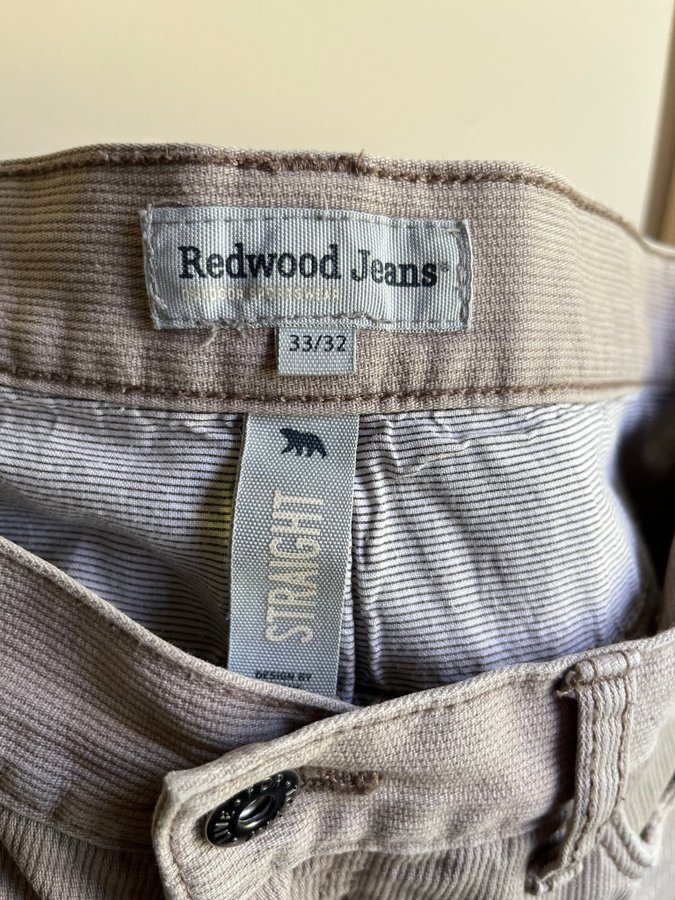 Redwood Jeans®
33/32
STRAIGHT
DESIGN BY